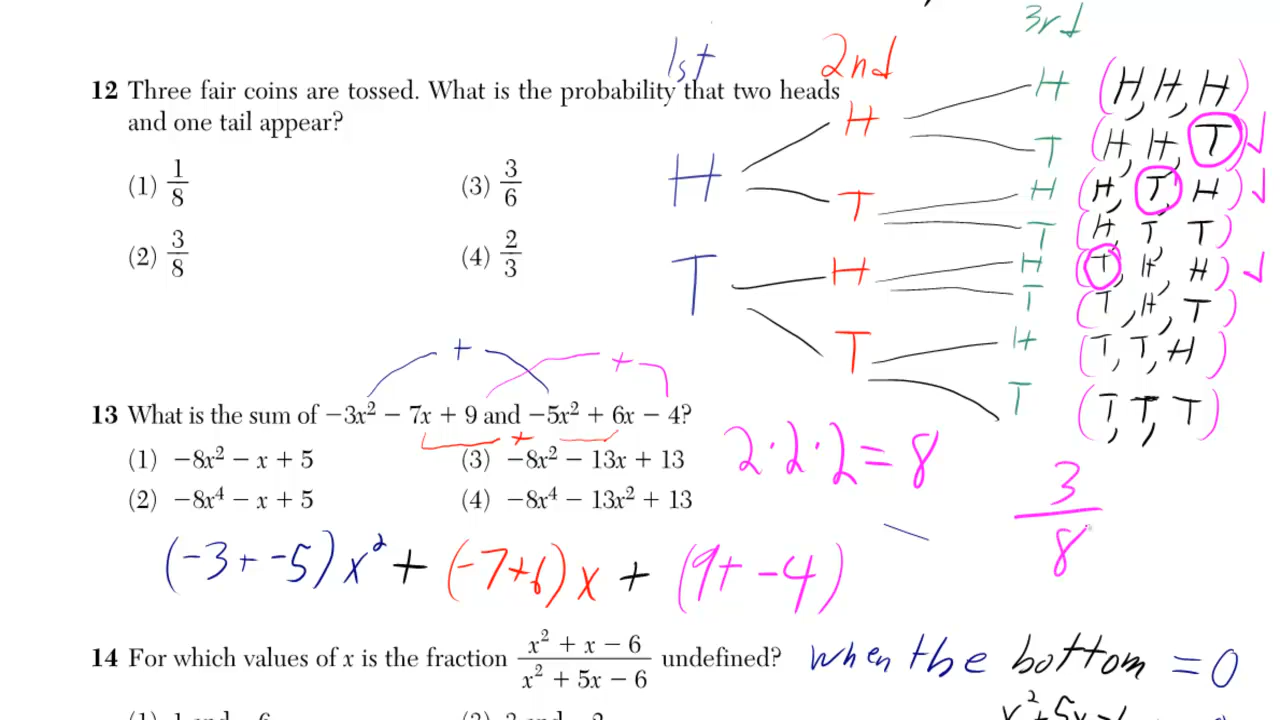 1st 2nd 3rd
12 Three fair coins are tossed. What is the probability that two heads
and one tail appear?
(1) 1/8 (3) 3/6
(2) 3/8 (4) 2/3
H H H (H, H, H)
T (H, H, T) ✓
T H (H, T, H) ✓
T (H, T, T)
T H H (T, H, H) ✓
T (T, H, T)
T H (T, T, H)
T (T, T, T)
+ +
13 What is the sum of −3x² − 7x + 9 and −5x² + 6x − 4?
+
(1) −8x² − x + 5 (3) −8x² − 13x + 13
(2) −8x⁴ − x + 5 (4) −8x⁴ − 13x² + 13
2·2·2=8
3/8
(-3+-5)x² + (-7+6)x + (9+-4)
14 For which values of x is the fraction x² + x − 6 / x² + 5x − 6 undefined?
when the bottom = 0